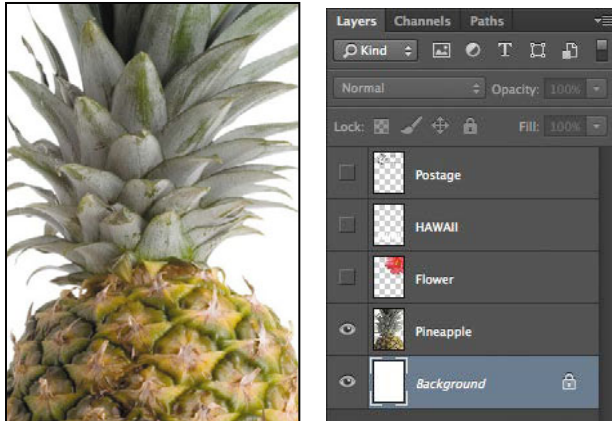 Layers Channels Paths
Kind T
Normal Opacity: 100%
Lock: Fill: 100%
Postage
HAWAII
Flower
Pineapple
Background